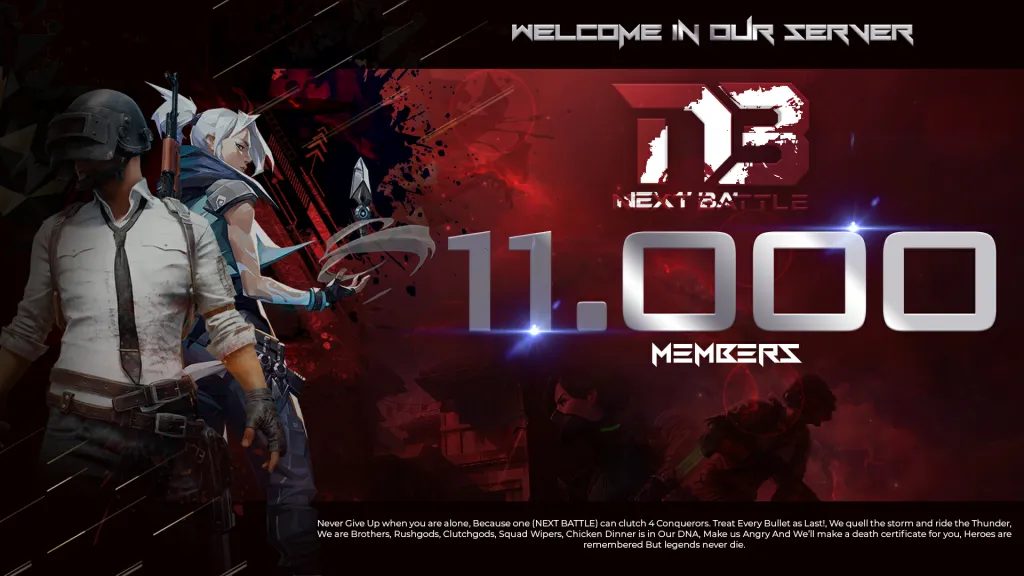 WELCOME IN OUR SERVER
NB
NEXT BATTLE
11.000
MEMBERS
Never Give Up when you are alone, Because one (NEXT BATTLE) can clutch 4 Conquerors. Treat Every Bullet as Last!, We quell the storm and ride the Thunder,
We are Brothers, Rushgods, Clutchgods, Squad Wipers, Chicken Dinner is in Our DNA, Make us Angry And We'll make a death certificate for you, Heroes are
remembered But legends never die.